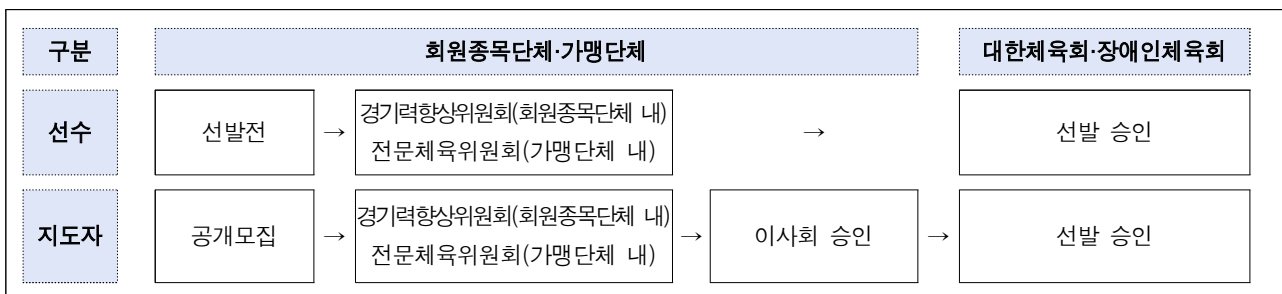 구분 회원종목단체·가맹단체 대한체육회·장애인체육회
선수 선발전 → 경기력향상위원회(회원종목단체 내) 전문체육위원회(가맹단체 내) → 선발 승인
지도자 공개모집 → 경기력향상위원회(회원종목단체 내) 전문체육위원회(가맹단체 내) → 이사회 승인 → 선발 승인